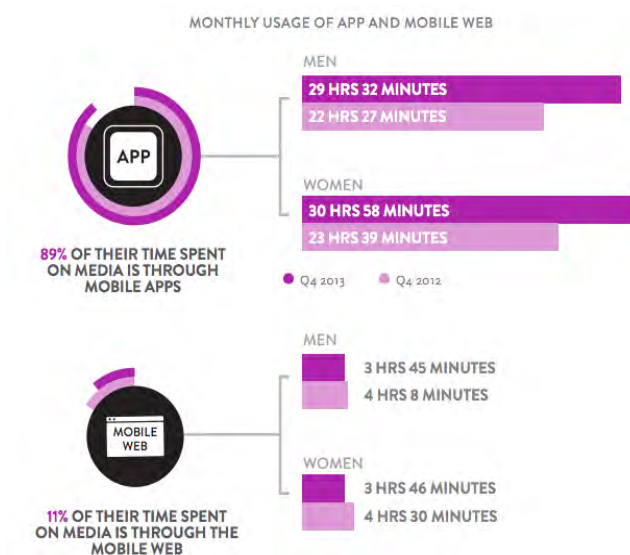 MONTHLY USAGE OF APP AND MOBILE WEB
MEN
29 HRS 32 MINUTES
22 HRS 27 MINUTES
APP
WOMEN
30 HRS 58 MINUTES
23 HRS 39 MINUTES
89% OF THEIR TIME SPENT
ON MEDIA IS THROUGH
MOBILE APPS
Q4 2013 Q4 2012
MEN
3 HRS 45 MINUTES
4 HRS 8 MINUTES
MOBILE
WEB
WOMEN
3 HRS 46 MINUTES
4 HRS 30 MINUTES
11% OF THEIR TIME SPENT
ON MEDIA IS THROUGH THE
MOBILE WEB